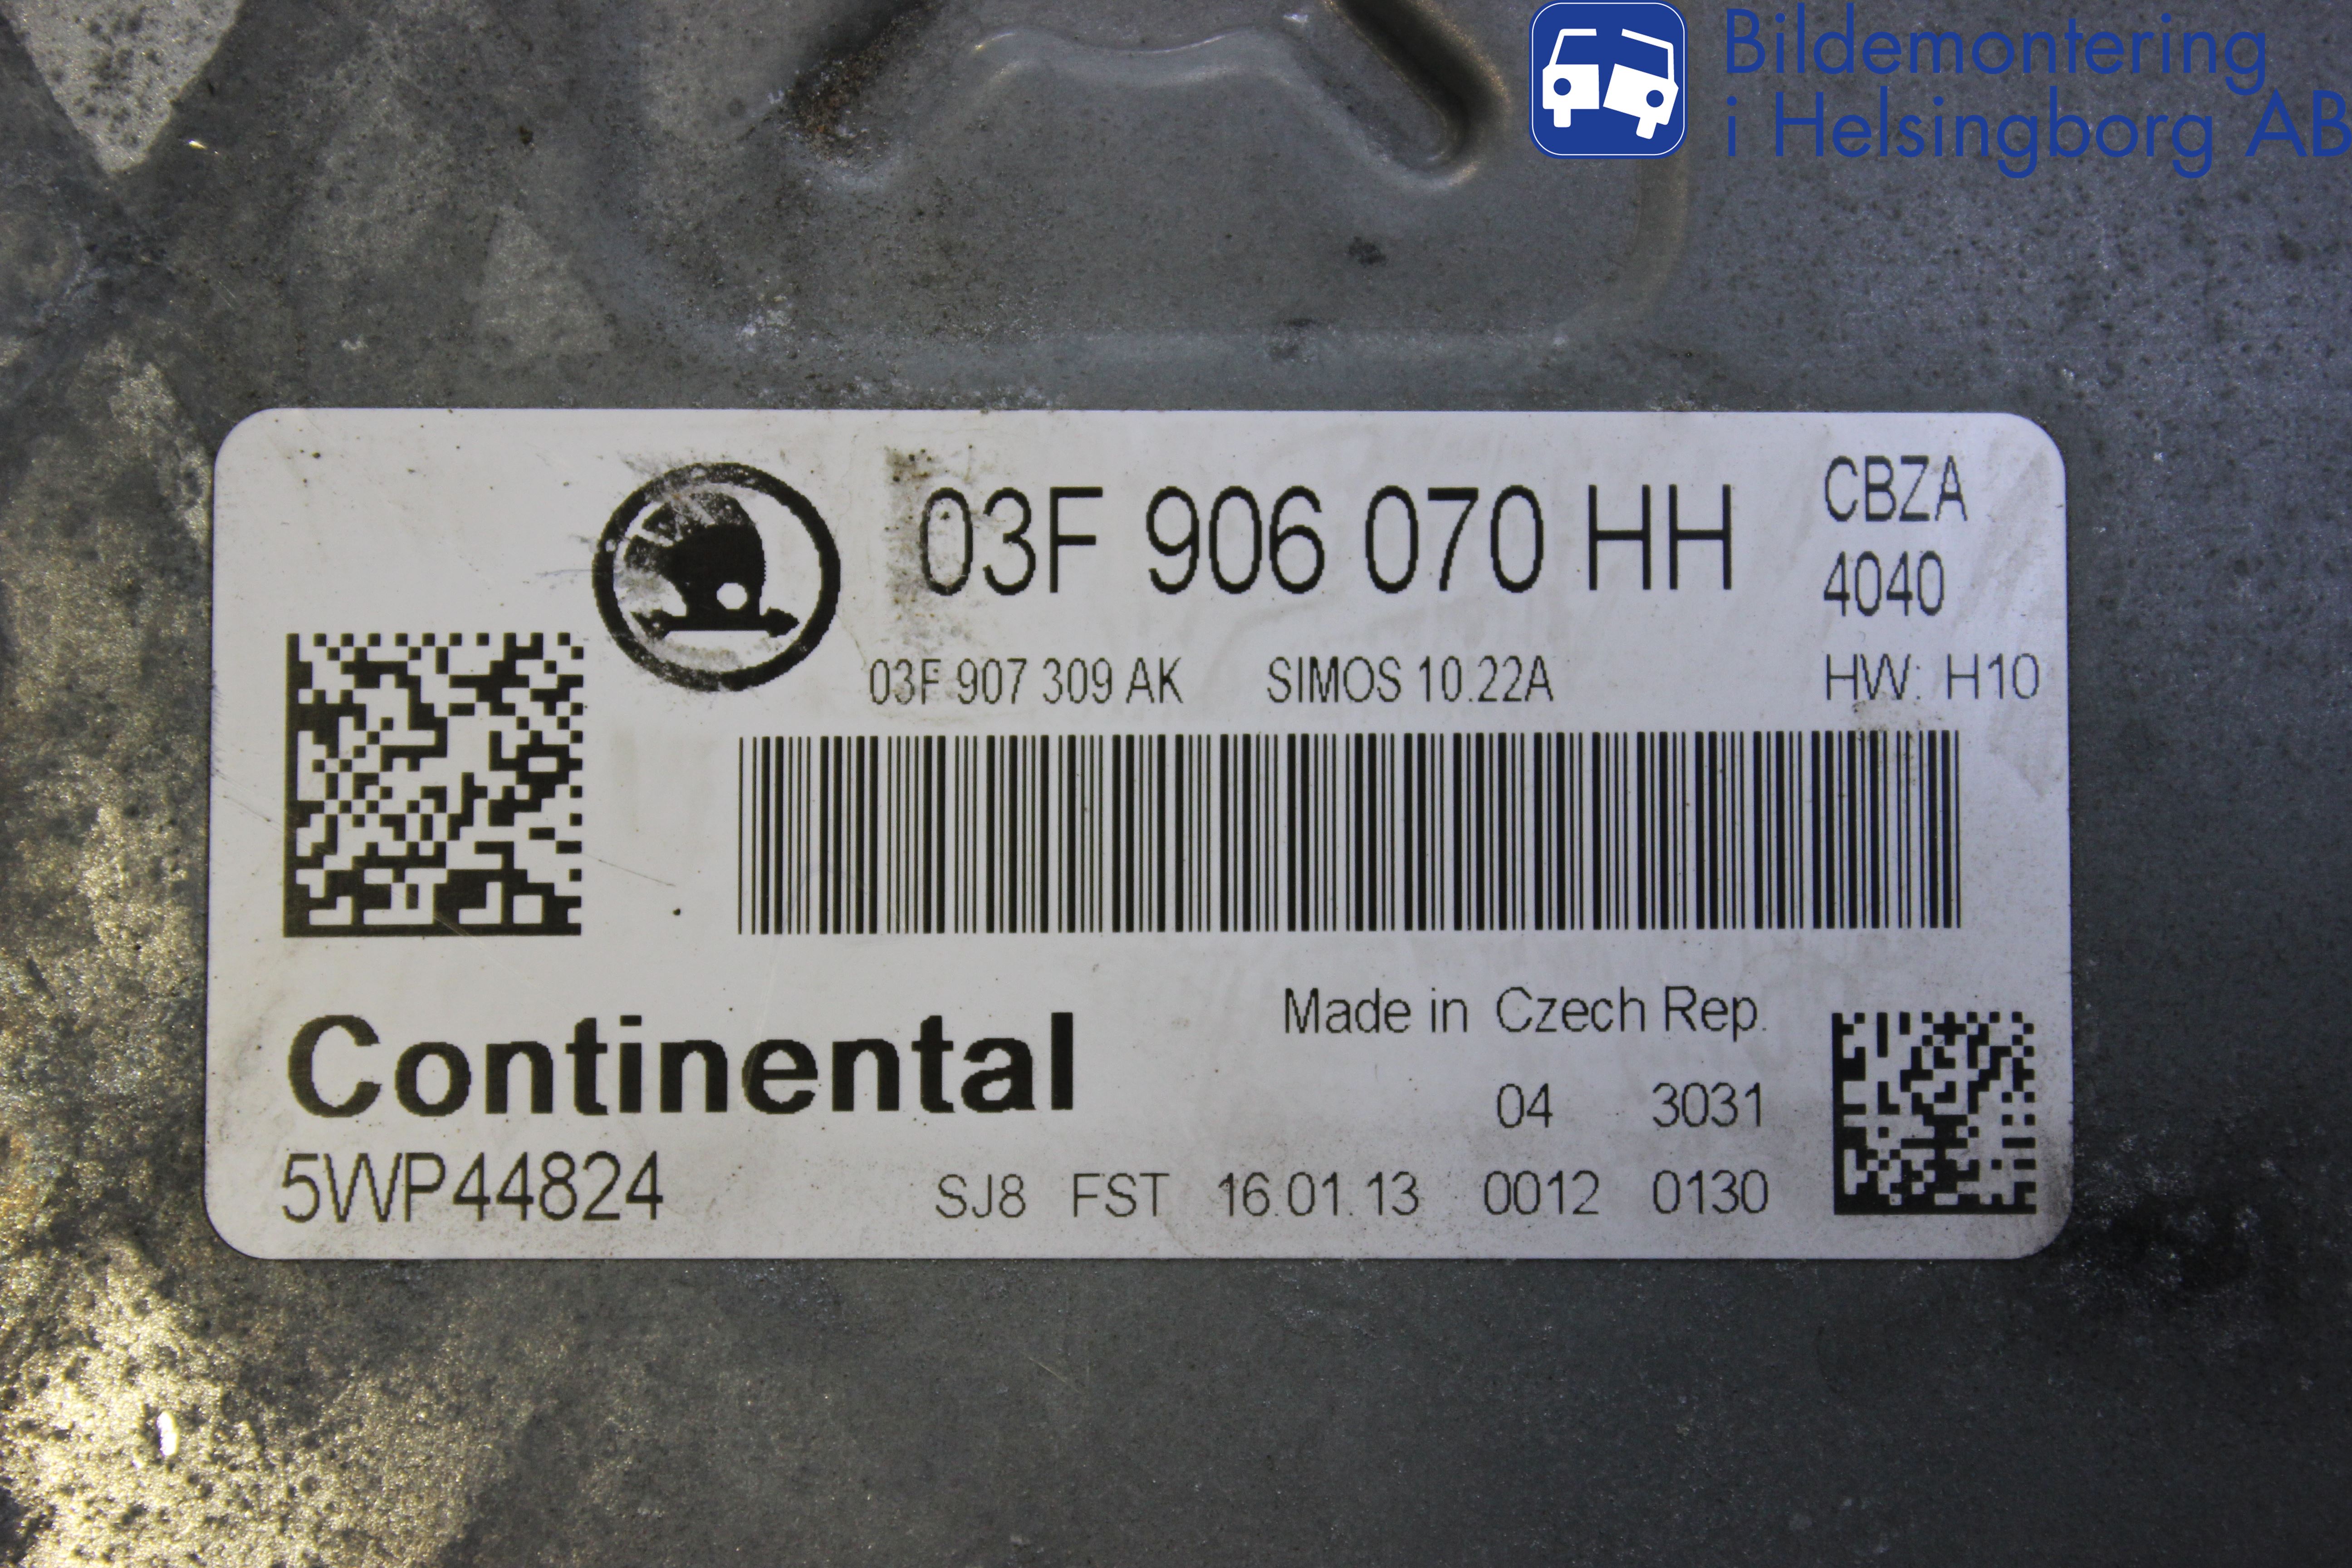 Bildemontering
i Helsingborg AB
03F 906 070 HH
CBZA
4040
03F 907 309 AK SIMOS 10.22A HW: H10
Made in Czech Rep.
Continental
04 3031
5WP44824
SJ8 FST 16.01.13 0012 0130